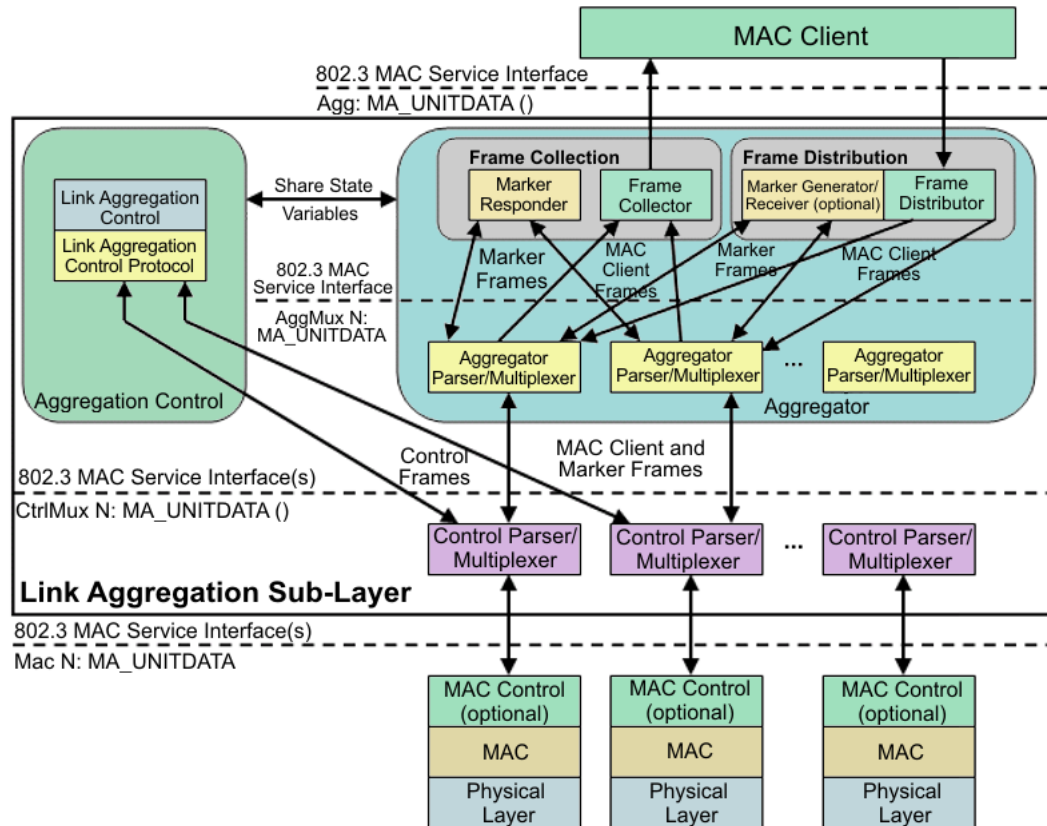 MAC Client
802.3 MAC Service Interface
Agg: MA_UNITDATA ()
Frame Collection
Frame Distribution
Marker
Responder
Frame
Collector
Marker Generator/
Receiver (optional)
Frame
Distributor
Link Aggregation
Control
Link Aggregation
Control Protocol
Share State
Variables
Marker
Frames
MAC
Client
Frames
Marker
Frames
MAC Client
Frames
802.3 MAC
Service Interface
AggMux N:
MA_UNITDATA
Aggregator
Parser/Multiplexer
Aggregator
Parser/Multiplexer
...
Aggregator
Parser/Multiplexer
Aggregation Control
Aggregator
Control
Frames
MAC Client and
Marker Frames
802.3 MAC Service Interface(s)
CtrlMux N: MA_UNITDATA ()
Control Parser/
Multiplexer
Control Parser/
Multiplexer
...
Control Parser/
Multiplexer
Link Aggregation Sub-Layer
802.3 MAC Service Interface(s)
Mac N: MA_UNITDATA
MAC Control
(optional)
MAC
Physical
Layer
MAC Control
(optional)
MAC
Physical
Layer
MAC Control
(optional)
MAC
Physical
Layer